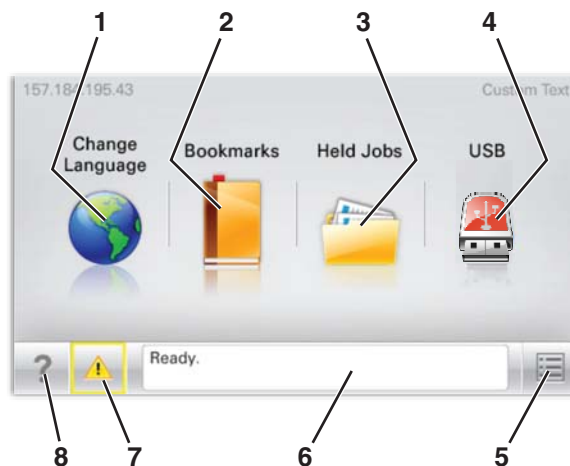 1 2 3 4
157.184.195.43 Custom Text
Change
Language
Bookmarks Held Jobs USB
? Ready.
8 7 6 5